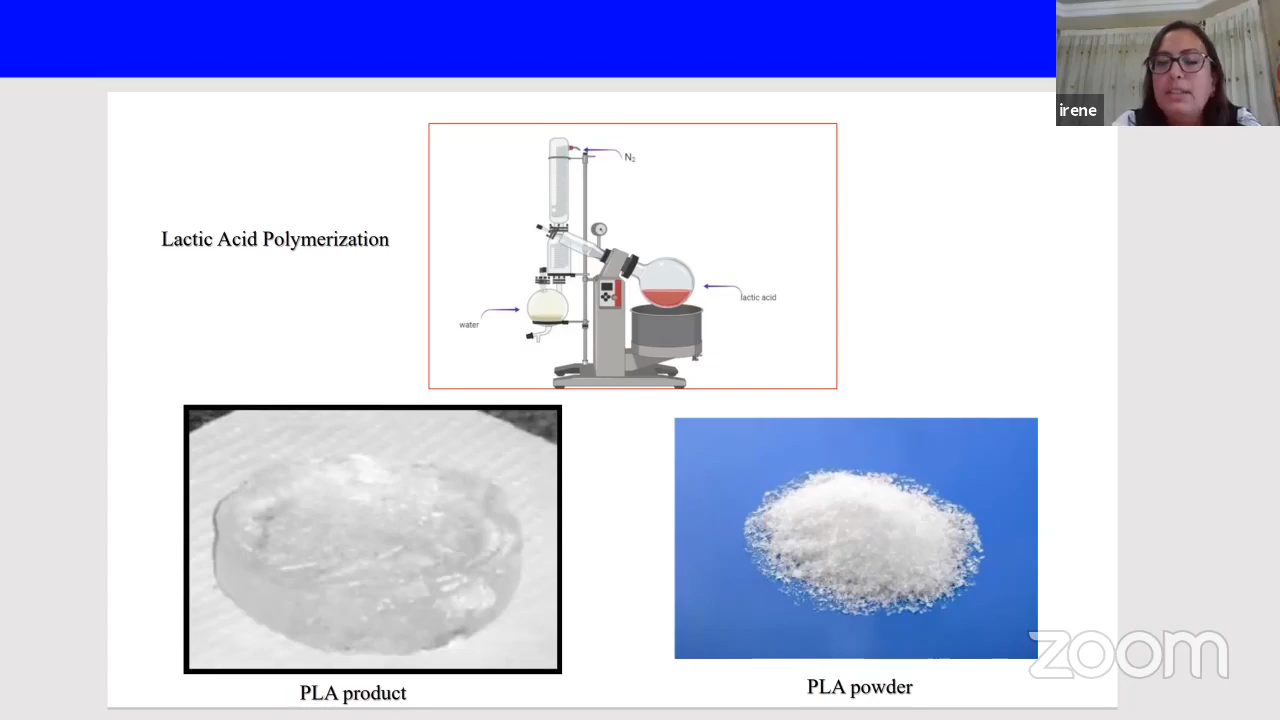 irene
N₂
Lactic Acid Polymerization
lactic acid
water
zoom
PLA product
PLA powder